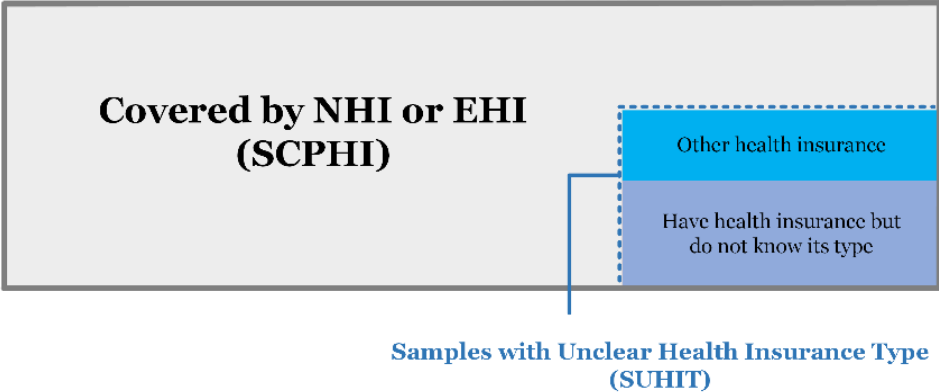 Covered by NHI or EHI
(SCPHI)
Other health insurance
Have health insurance but
do not know its type
Samples with Unclear Health Insurance Type
(SUHIT)